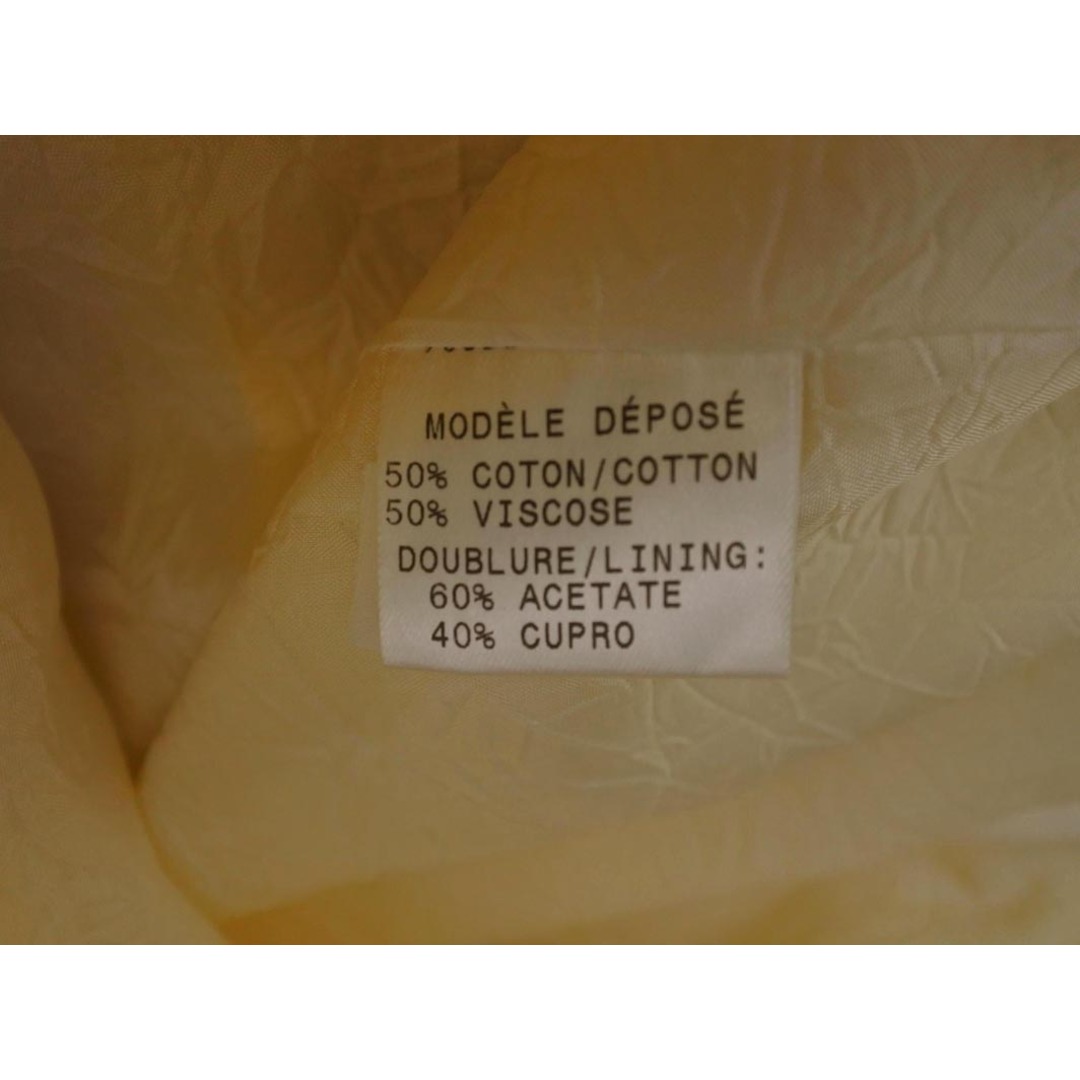 MODÈLE DÉPOSÉ
50% COTON/COTTON
50% VISCOSE
DOUBLURE/LINING:
60% ACETATE
40% CUPRO